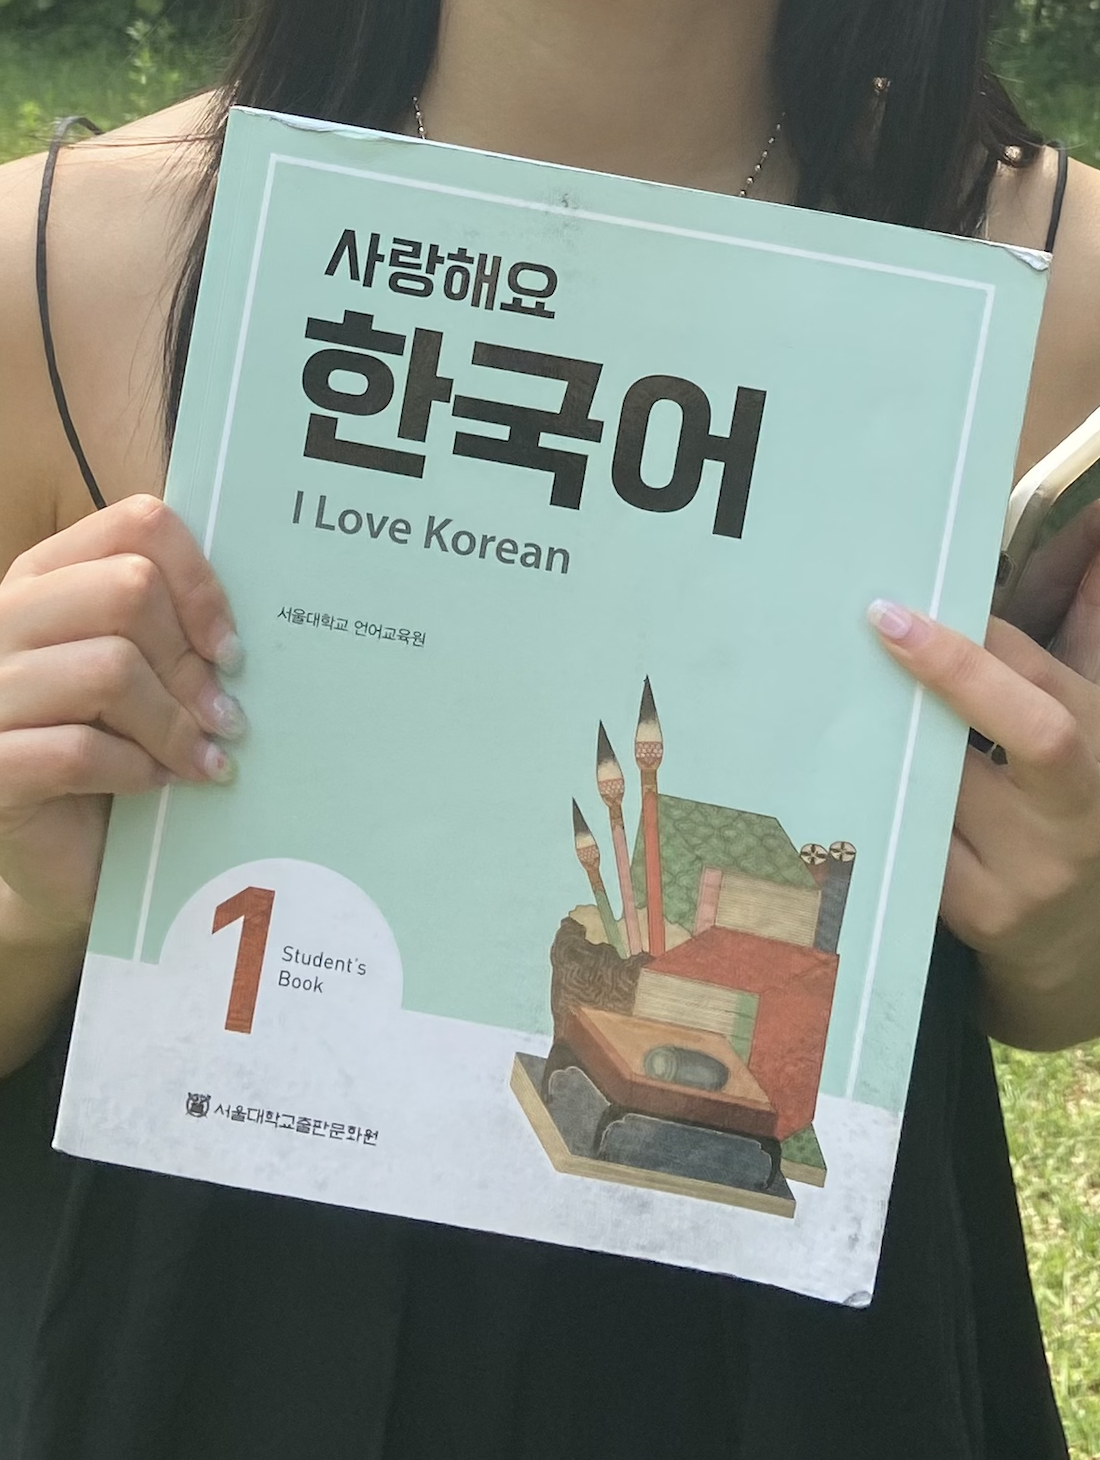 사랑해요
한국어
I Love Korean
서울대학교 언어교육원
1
Student's
Book
서울대학교출판문화원